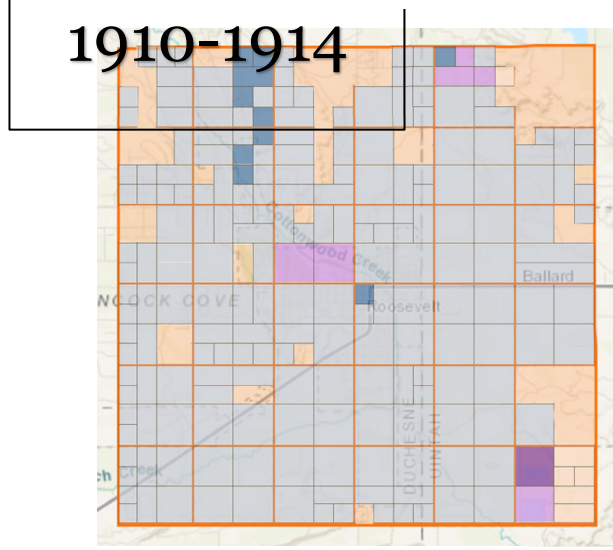 1910-1914
Cottonwood Creek
Ballard
NCOCK COVE
Roosevelt
DUCHESNE
UINTAH
ch Creek